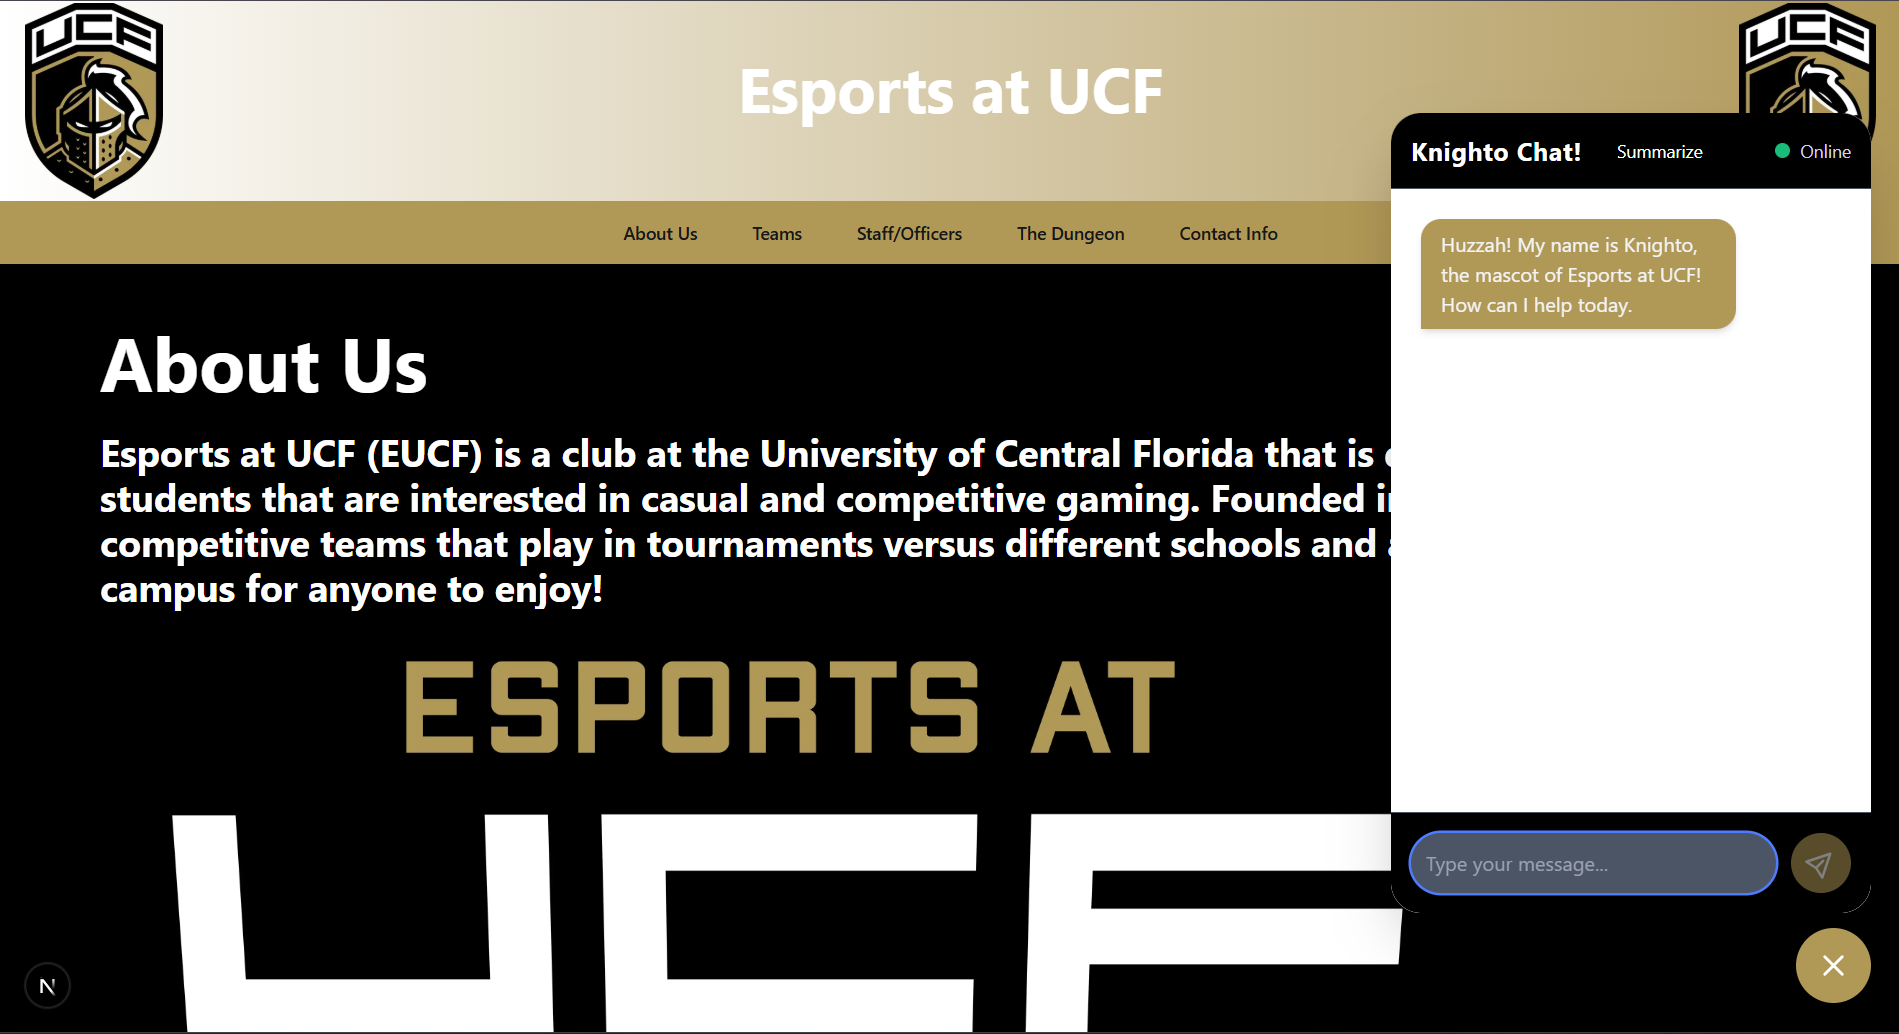 UCF
UCF
Esports at UCF
Knighto Chat!
Summarize
Online
About Us
Teams
Staff/Officers
The Dungeon
Contact Info
Huzzah! My name is Knighto,
the mascot of Esports at UCF!
How can I help today.
About Us
Esports at UCF (EUCF) is a club at the University of Central Florida that is
students that are interested in casual and competitive gaming. Founded
competitive teams that play in tournaments versus different schools and
campus for anyone to enjoy!
ESPORTS AT
UCF
Type your message...
N